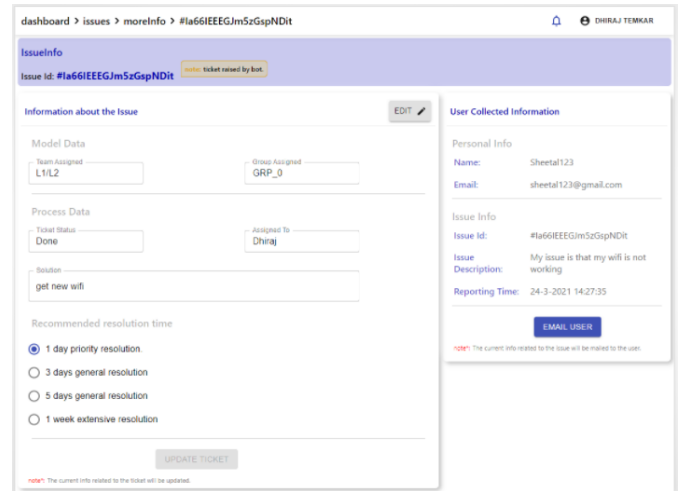 dashboard > issues > moreInfo > #Ia66IEEEGJm5zGspNDit
DHIRAJ TEMKAR
IssueInfo
Issue Id: #Ia66IEEEGJm5zGspNDit
note: ticket raised by bot.
Information about the Issue
EDIT
Model Data
Team Assigned
L1/L2
Group Assigned
GRP_0
Process Data
Ticket Status
Done
Assigned To
Dhiraj
Solution
get new wifi
Recommended resolution time
1 day priority resolution.
3 days general resolution
5 days general resolution
1 week extensive resolution
UPDATE TICKET
note*: The current info related to the ticket will be updated.
User Collected Information
Personal Info
Name: Sheetal123
Email: sheetal123@gmail.com
Issue Info
Issue Id: #Ia66IEEEGJm5zGspNDit
Issue My issue is that my wifi is not
Description: working
Reporting Time: 24-3-2021 14:27:35
EMAIL USER
note*: The current info related to the Issue will be mailed to the user.